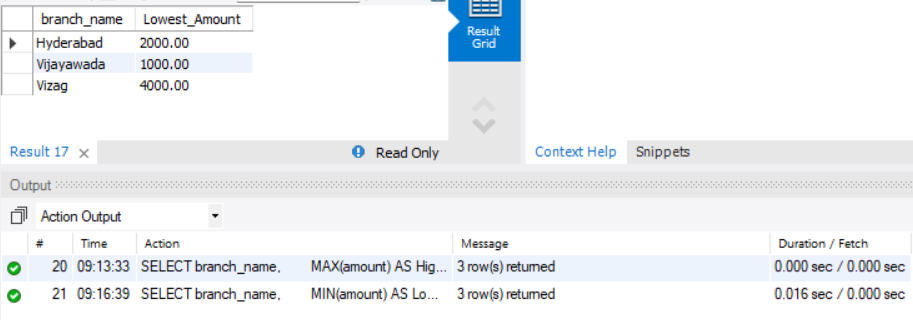 branch_name Lowest_Amount
Hyderabad 2000.00
Vijayawada 1000.00
Vizag 4000.00
Result
Grid
Result 17 × Read Only Context Help Snippets
Output
Action Output
# Time Action Message Duration / Fetch
20 09:13:33 SELECT branch_name, MAX(amount) AS Hig... 3 row(s) returned 0.000 sec / 0.000 sec
21 09:16:39 SELECT branch_name, MIN(amount) AS Lo... 3 row(s) returned 0.016 sec / 0.000 sec